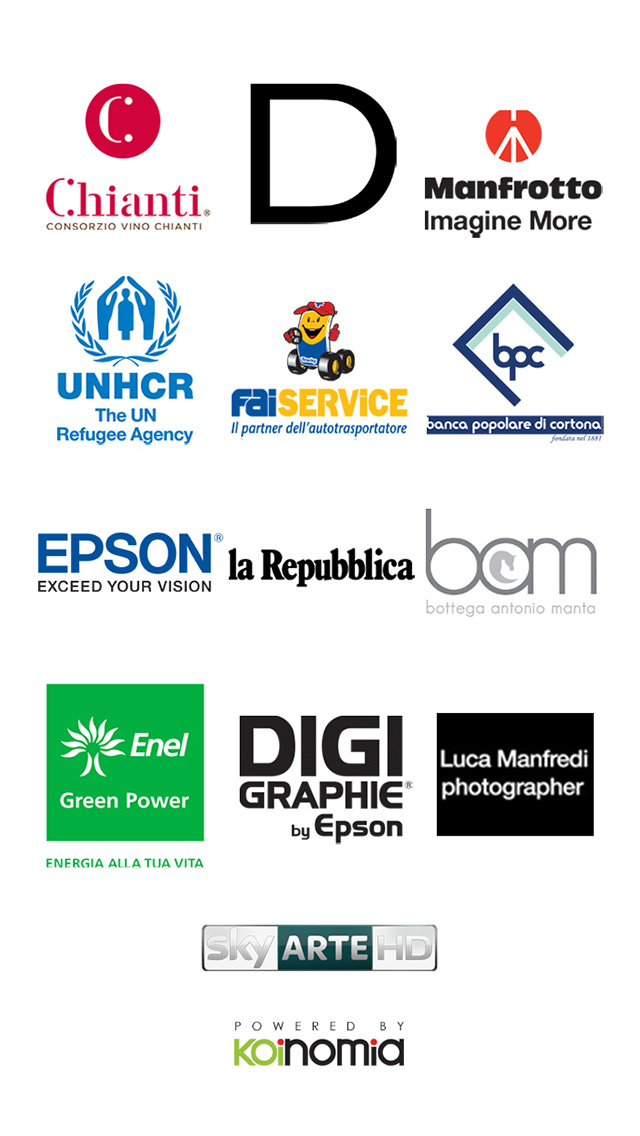 C.
Chianti®
CONSORZIO VINO CHIANTI
D
Manfrotto
Imagine More
UNHCR
The UN
Refugee Agency
FAiSERViCE
Il partner dell'autotrasportatore
bpc
banca popolare di cortona
fondata nel 1881
EPSON®
EXCEED YOUR VISION
la Repubblica
bam
bottega antonio manta
Enel
Green Power
ENERGIA ALLA TUA VITA
DIGI
GRAPHIE®
by Epson
Luca Manfredi
photographer
sky ARTE HD
POWERED BY
koinomia